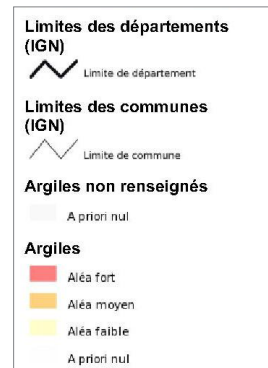 Limites des départements
(IGN)
Limite de département
Limites des communes
(IGN)
Limite de commune
Argiles non renseignés
A priori nul
Argiles
Aléa fort
Aléa moyen
Aléa faible
A priori nul